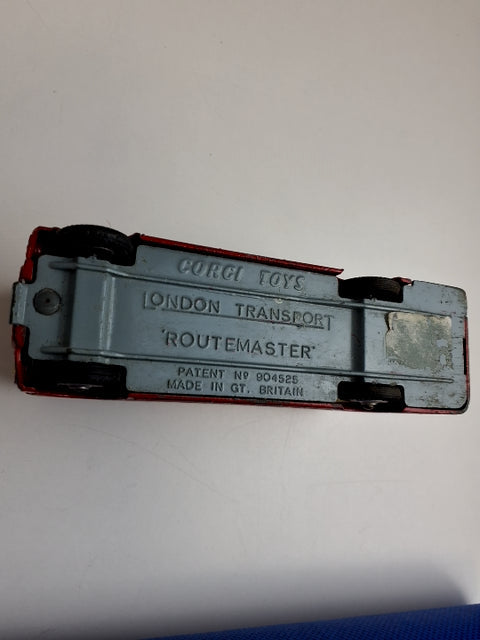 CORGI TOYS
LONDON TRANSPORT
'ROUTEMASTER'
PATENT Nº 904525
MADE IN GT. BRITAIN